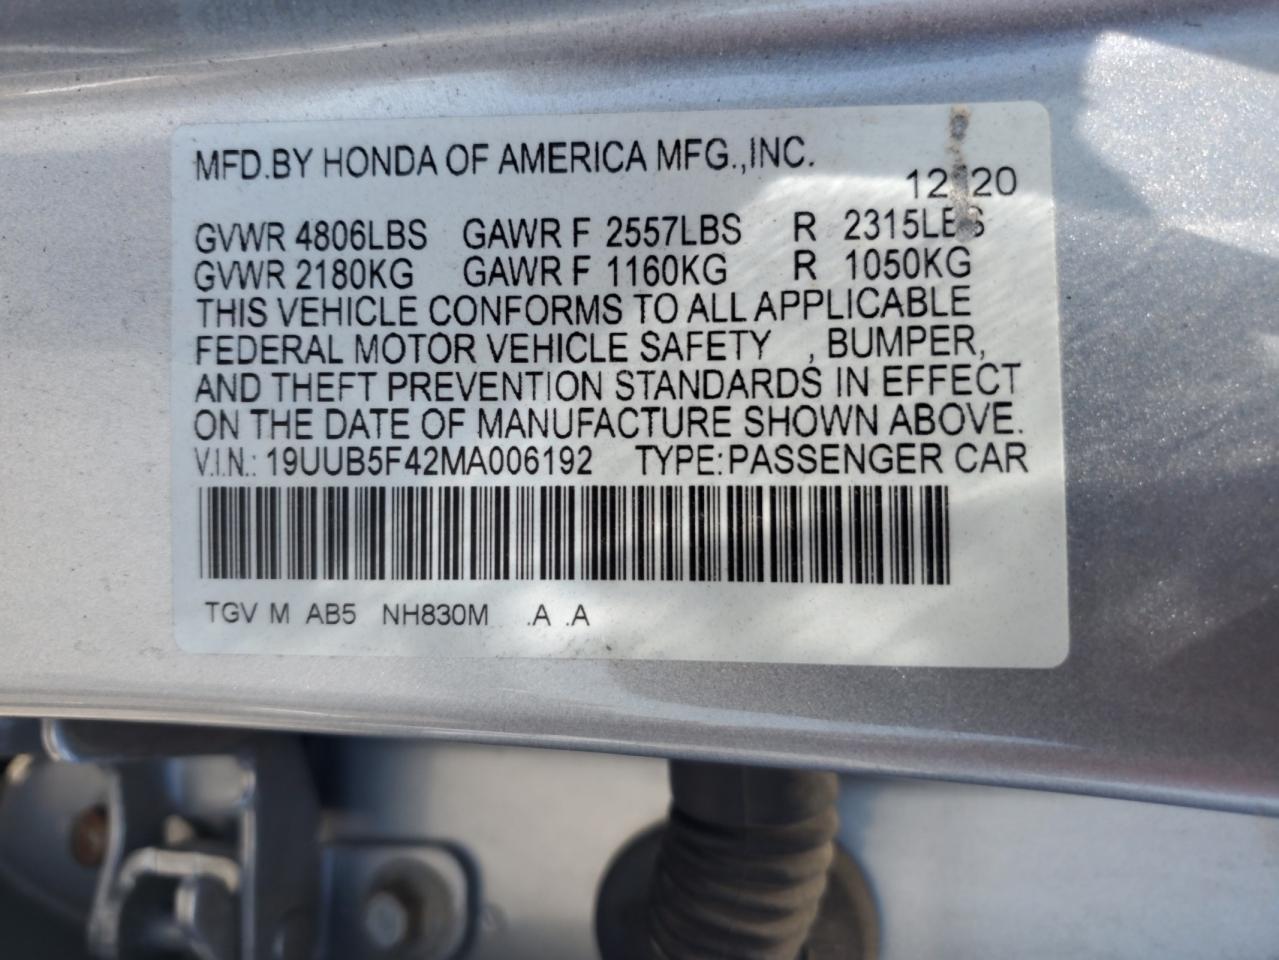 MFD.BY HONDA OF AMERICA MFG.,INC.
12/20
GVWR 4806LBS GAWR F 2557LBS R 2315LBS
GVWR 2180KG GAWR F 1160KG R 1050KG
THIS VEHICLE CONFORMS TO ALL APPLICABLE
FEDERAL MOTOR VEHICLE SAFETY , BUMPER,
AND THEFT PREVENTION STANDARDS IN EFFECT
ON THE DATE OF MANUFACTURE SHOWN ABOVE.
V.I.N.: 19UUB5F42MA006192 TYPE:PASSENGER CAR
TGV M AB5 NH830M .A .A